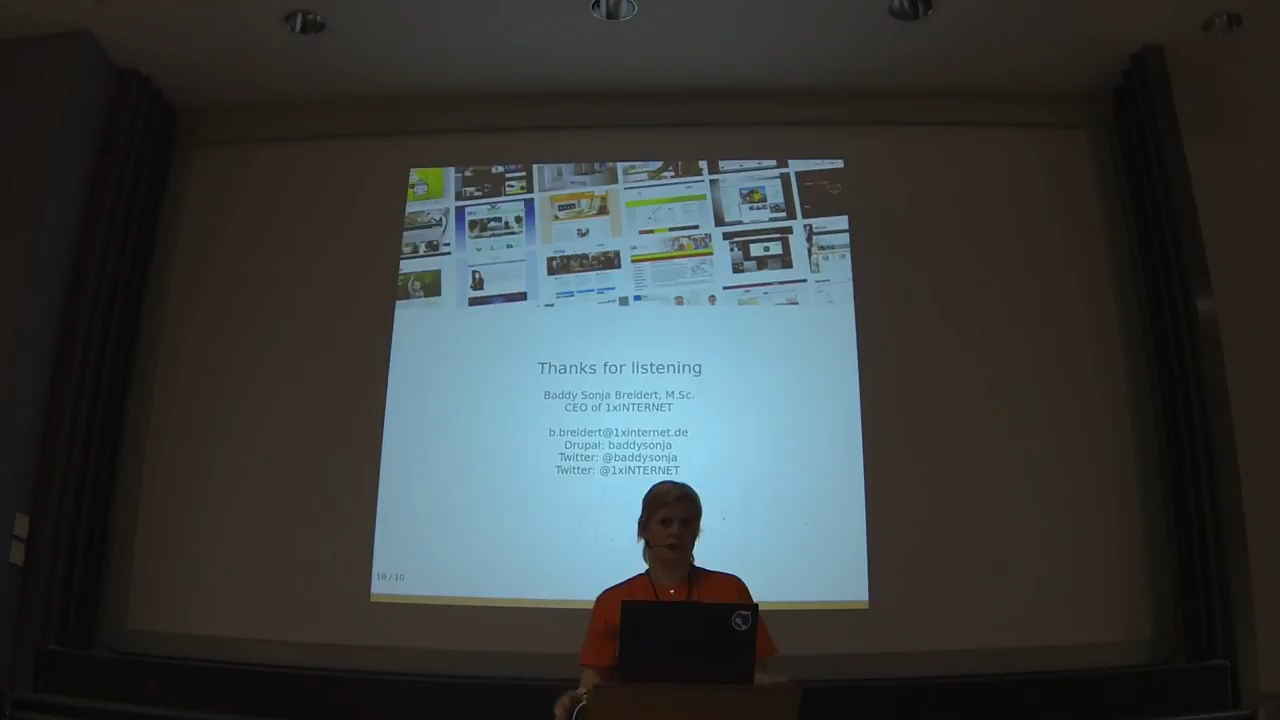 Thanks for listening
Baddy Sonja Breidert, M.Sc.
CEO of 1xINTERNET
b.breidert@1xinternet.de
Drupal: baddysonja
Twitter: @baddysonja
Twitter: @1xINTERNET
10 / 10